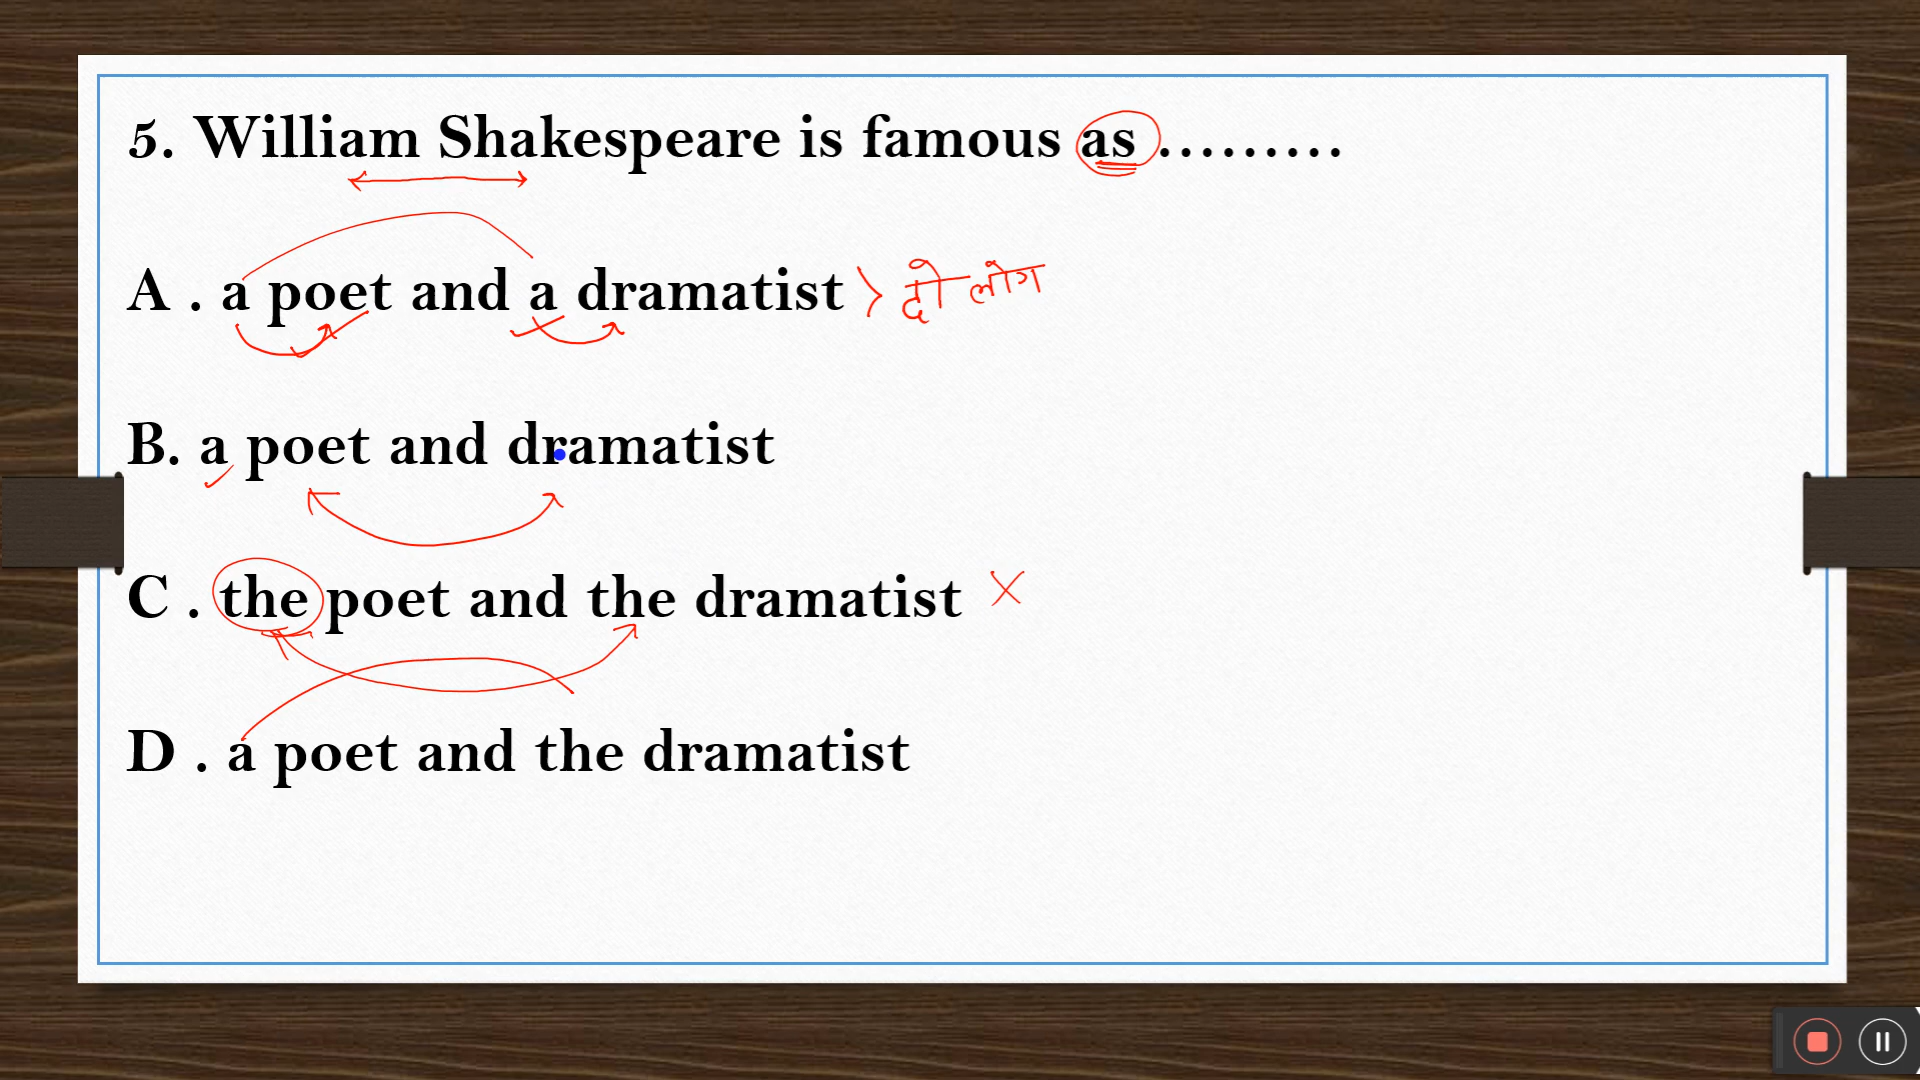 5. William Shakespeare is famous as .........
A . a poet and a dramatist दो लोग
B. a poet and dramatist
C . the poet and the dramatist
D . a poet and the dramatist